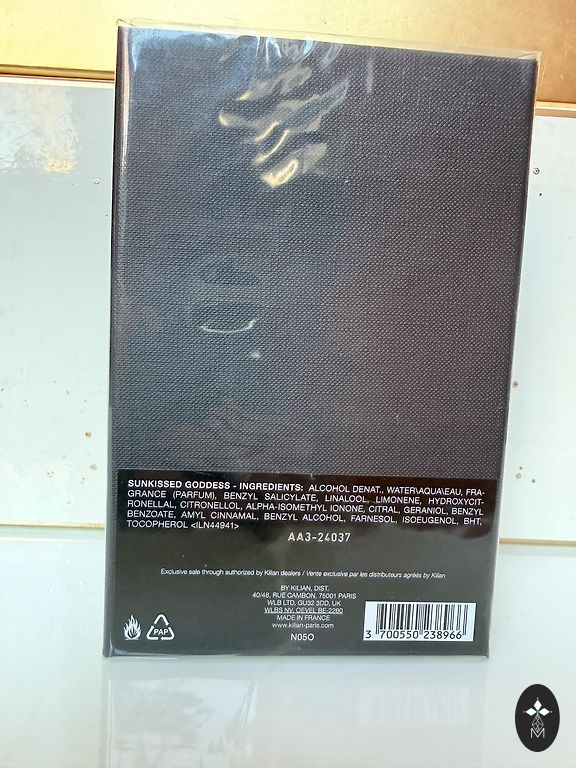 SUNKISSED GODDESS - INGREDIENTS: ALCOHOL DENAT., WATER\AQUA\EAU, FRA-
GRANCE (PARFUM), BENZYL SALICYLATE, LINALOOL, LIMONENE, HYDROXYCIT-
RONELLAL, CITRONELLOL, ALPHA-ISOMETHYL IONONE, CITRAL, GERANIOL, BENZYL
BENZOATE, AMYL CINNAMAL, BENZYL ALCOHOL, FARNESOL, ISOEUGENOL, BHT,
TOCOPHEROL <ILN44941>
AA3-24037
Exclusive sale through authorized by Kilian dealers / Vente exclusive par les distributeurs agréés by Kilian
BY KILIAN, DIST.
40/48, RUE CAMBON, 75001 PARIS
WLB LTD, GU32 3DD, UK
WLBS NV, OEVEL BE-2260
MADE IN FRANCE
www.kilian-paris.com
N05O
PAP
3 700550 238966
M